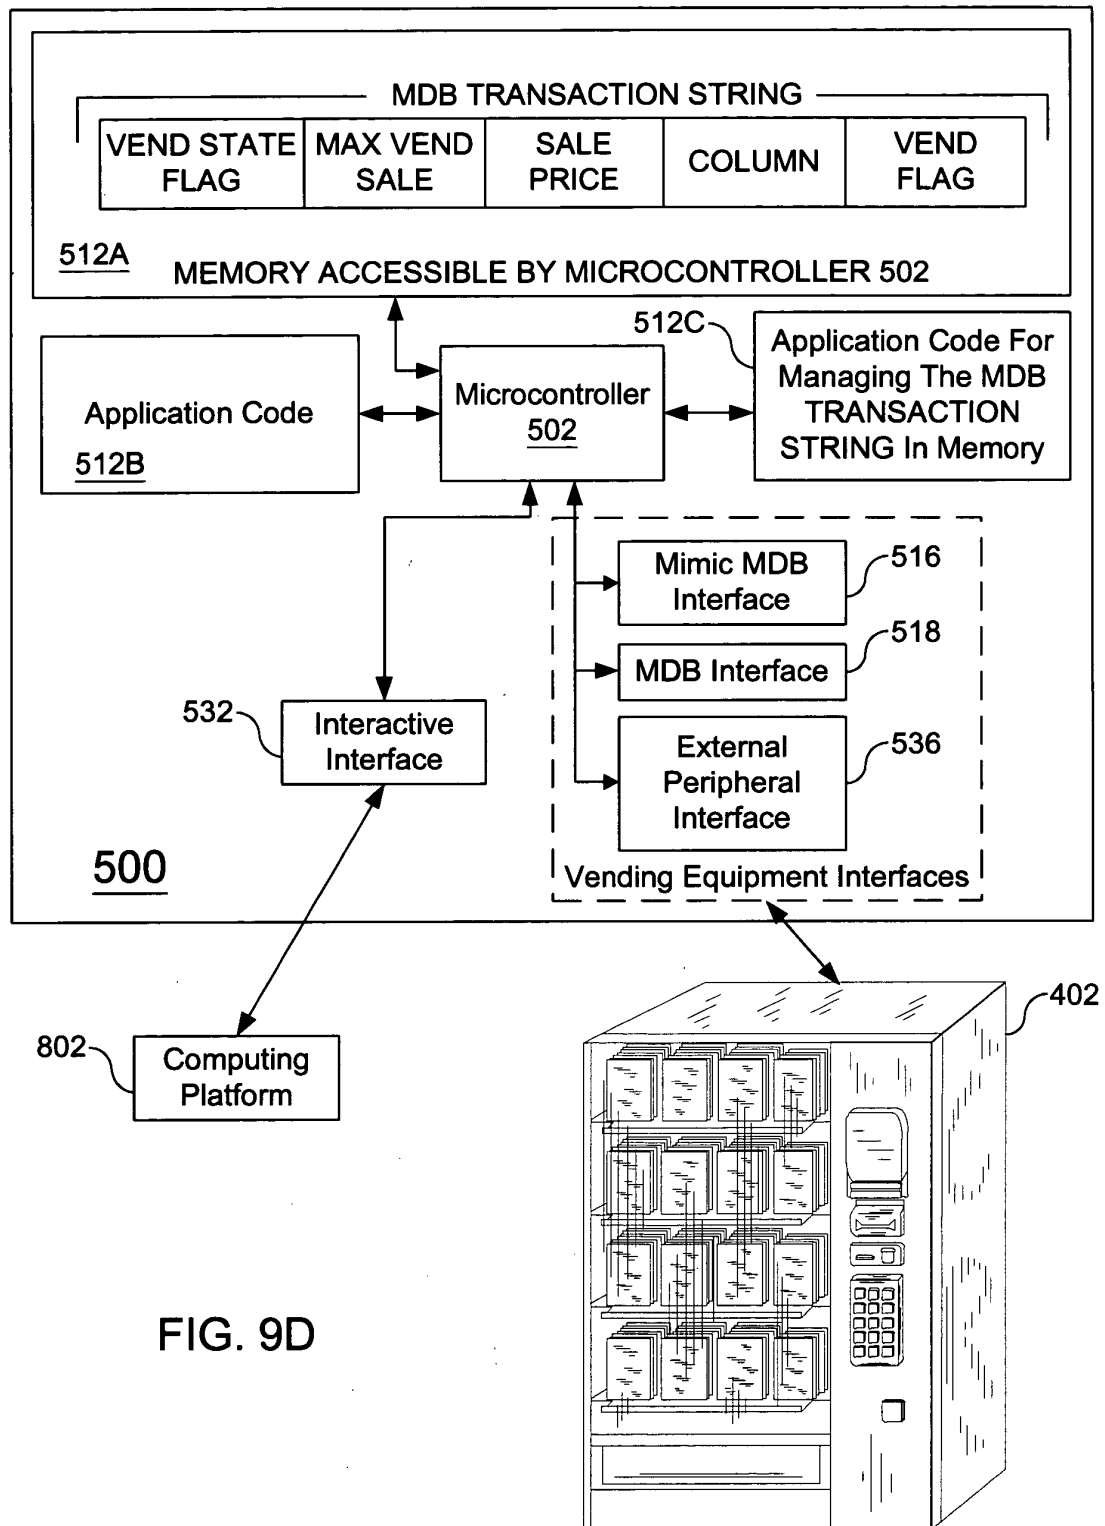 MDB TRANSACTION STRING
VEND STATE
FLAG
MAX VEND
SALE
SALE
PRICE
COLUMN
VEND
FLAG
512A
MEMORY ACCESSIBLE BY MICROCONTROLLER 502
Application Code
512B
Microcontroller
502
512C
Application Code For
Managing The MDB
TRANSACTION
STRING In Memory
Mimic MDB
Interface
516
MDB Interface
518
External
Peripheral
Interface
536
Vending Equipment Interfaces
532
Interactive
Interface
500
802
Computing
Platform
402
FIG. 9D